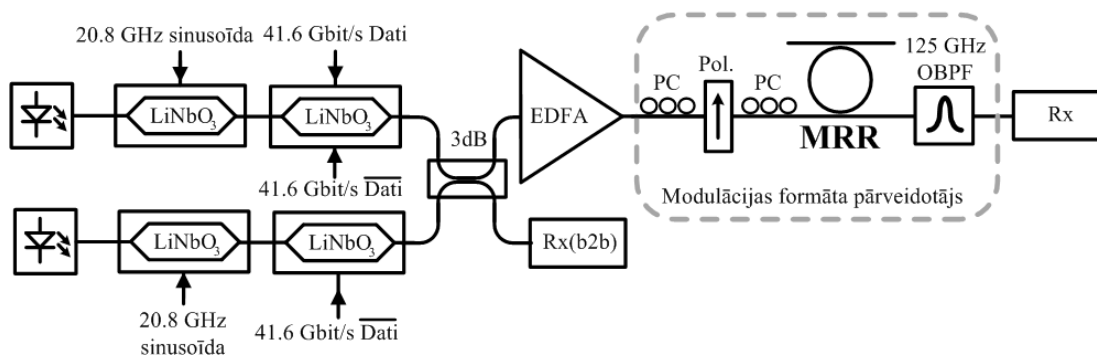 20.8 GHz sinusoīda
41.6 Gbit/s Dati
LiNbO3
LiNbO3
41.6 Gbit/s Dati
3dB
EDFA
PC
Pol.
PC
MRR
125 GHz
OBPF
Rx
Modulācijas formāta pārveidotājs
LiNbO3
LiNbO3
Rx(b2b)
20.8 GHz
sinusoīda
41.6 Gbit/s Dati